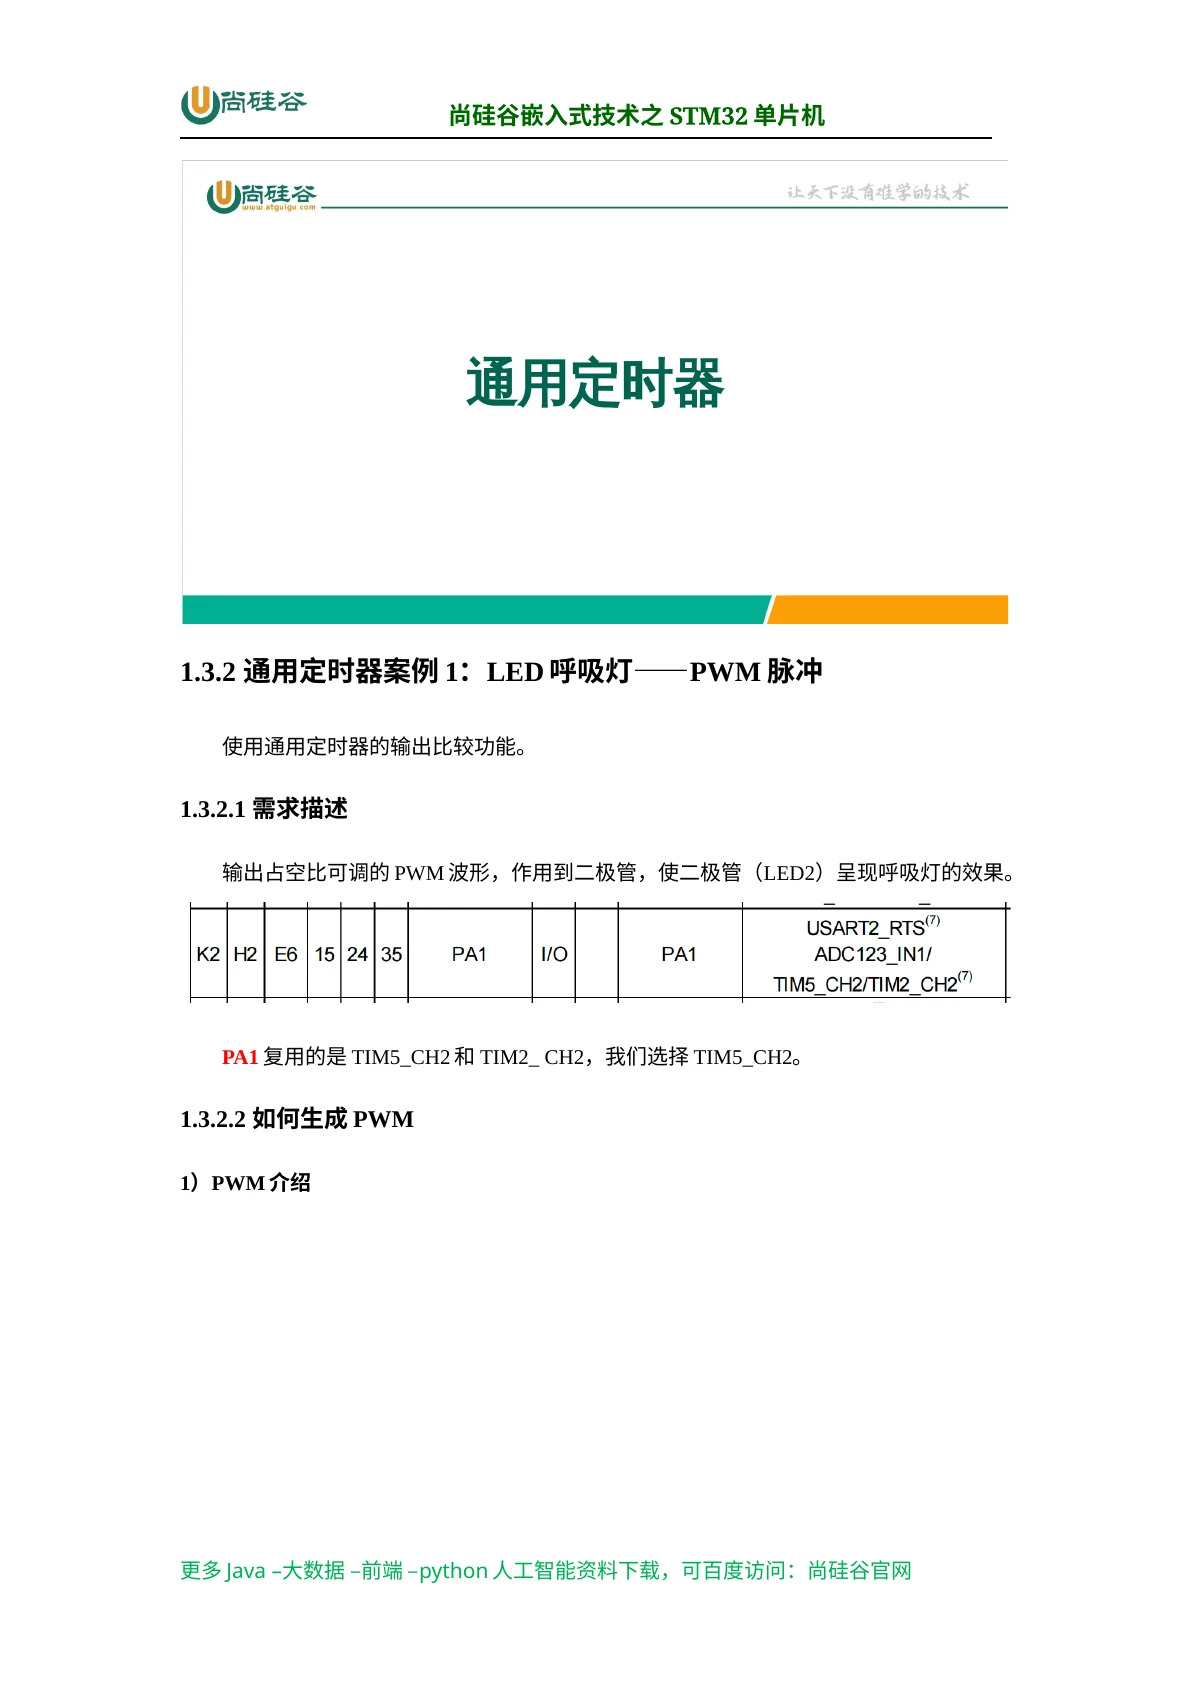 尚硅谷
尚硅谷嵌入式技术之 STM32 单片机
尚硅谷
www.atguigu.com
让天下没有难学的技术
通用定时器
1.3.2 通用定时器案例 1：LED 呼吸灯——PWM 脉冲
使用通用定时器的输出比较功能。
1.3.2.1 需求描述
输出占空比可调的 PWM 波形，作用到二极管，使二极管（LED2）呈现呼吸灯的效果。
K2 H2 E6 15 24 35 PA1 I/O PA1 USART2_RTS(7)
ADC123_IN1/
TIM5_CH2/TIM2_CH2(7)
PA1 复用的是 TIM5_CH2 和 TIM2_ CH2，我们选择 TIM5_CH2。
1.3.2.2 如何生成 PWM
1）PWM 介绍
更多 Java –大数据 –前端 –python 人工智能资料下载，可百度访问：尚硅谷官网